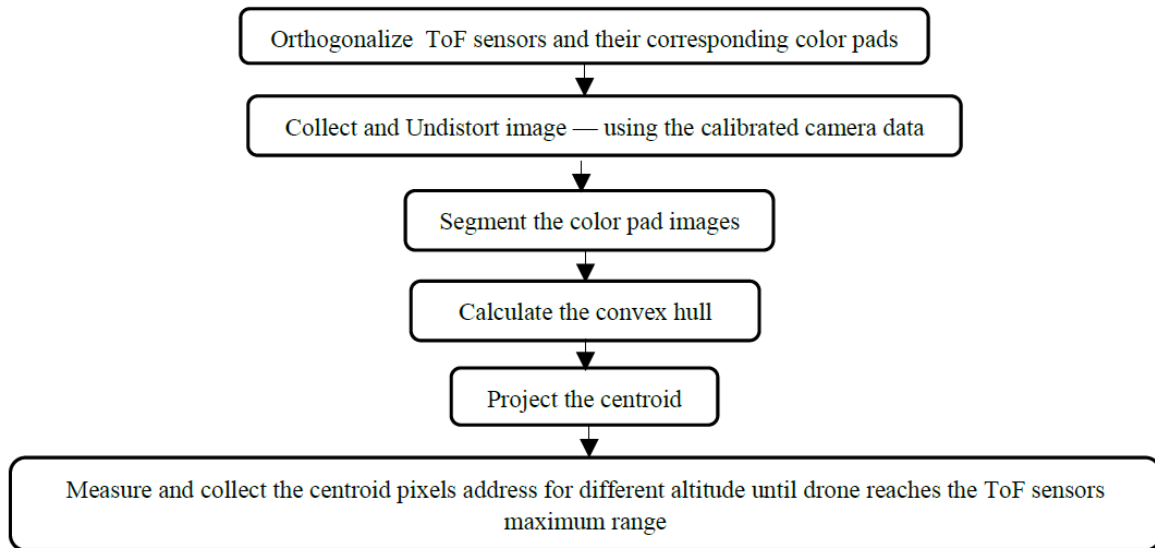 Orthogonalize ToF sensors and their corresponding color pads
Collect and Undistort image — using the calibrated camera data
Segment the color pad images
Calculate the convex hull
Project the centroid
Measure and collect the centroid pixels address for different altitude until drone reaches the ToF sensors
maximum range